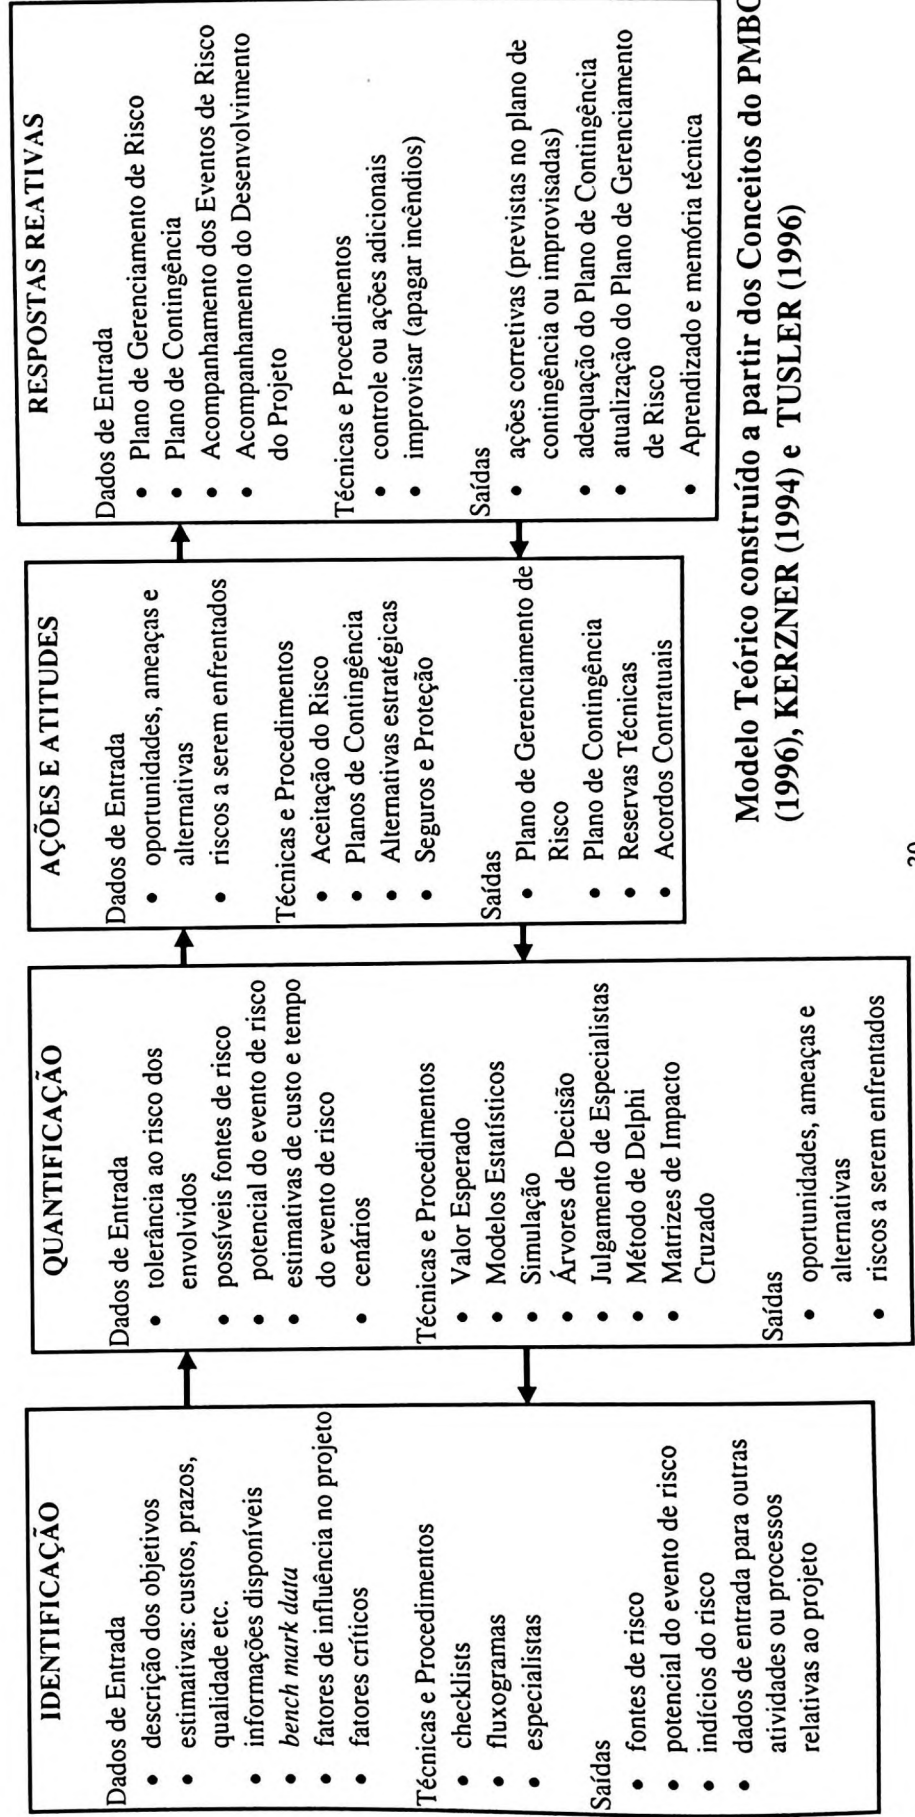 IDENTIFICAÇÃO
Dados de Entrada
• descrição dos objetivos
• estimativas: custos, prazos,
qualidade etc.
• informações disponíveis
• bench mark data
• fatores de influência no projeto
• fatores críticos
Técnicas e Procedimentos
• checklists
• fluxogramas
• especialistas
Saídas
• fontes de risco
• potencial do evento de risco
• indícios do risco
• dados de entrada para outras
atividades ou processos
relativas ao projeto
QUANTIFICAÇÃO
Dados de Entrada
• tolerância ao risco dos
envolvidos
• possíveis fontes de risco
• potencial do evento de risco
• estimativas de custo e tempo
do evento de risco
• cenários
Técnicas e Procedimentos
• Valor Esperado
• Modelos Estatísticos
• Simulação
• Árvores de Decisão
• Julgamento de Especialistas
• Método de Delphi
• Matrizes de Impacto
Cruzado
Saídas
• oportunidades, ameaças e
alternativas
• riscos a serem enfrentados
AÇÕES E ATITUDES
Dados de Entrada
• oportunidades, ameaças e
alternativas
• riscos a serem enfrentados
Técnicas e Procedimentos
• Aceitação do Risco
• Planos de Contingência
• Alternativas estratégicas
• Seguros e Proteção
Saídas
• Plano de Gerenciamento de
Risco
• Plano de Contingência
• Reservas Técnicas
• Acordos Contratuais
RESPOSTAS REATIVAS
Dados de Entrada
• Plano de Gerenciamento de Risco
• Plano de Contingência
• Acompanhamento dos Eventos de Risco
• Acompanhamento do Desenvolvimento
do Projeto
Técnicas e Procedimentos
• controle ou ações adicionais
• improvisar (apagar incêndios)
Saídas
• ações corretivas (previstas no plano de
contingência ou improvisadas)
• adequação do Plano de Contingência
• atualização do Plano de Gerenciamento
de Risco
• Aprendizado e memória técnica
Modelo Teórico construído a partir dos Conceitos do PMBO
(1996), KERZNER (1994) e TUSLER (1996)